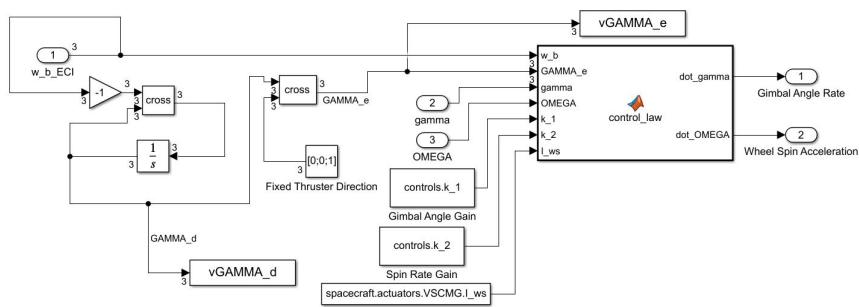 vGAMMA_e
3
3
1
w_b_ECI
3
-1
3
3
3
cross
3
1
s
3
3
3
3
cross
3
GAMMA_e
[0;0;1]
3
Fixed Thruster Direction
GAMMA_d
vGAMMA_d
3
2
gamma
3
OMEGA
controls.k_1
Gimbal Angle Gain
controls.k_2
Spin Rate Gain
spacecraft.actuators.VSCMG.I_ws
3
w_b
3
GAMMA_e
gamma
OMEGA
k_1
k_2
I_ws
control_law
dot_gamma
dot_OMEGA
1
Gimbal Angle Rate
2
Wheel Spin Acceleration